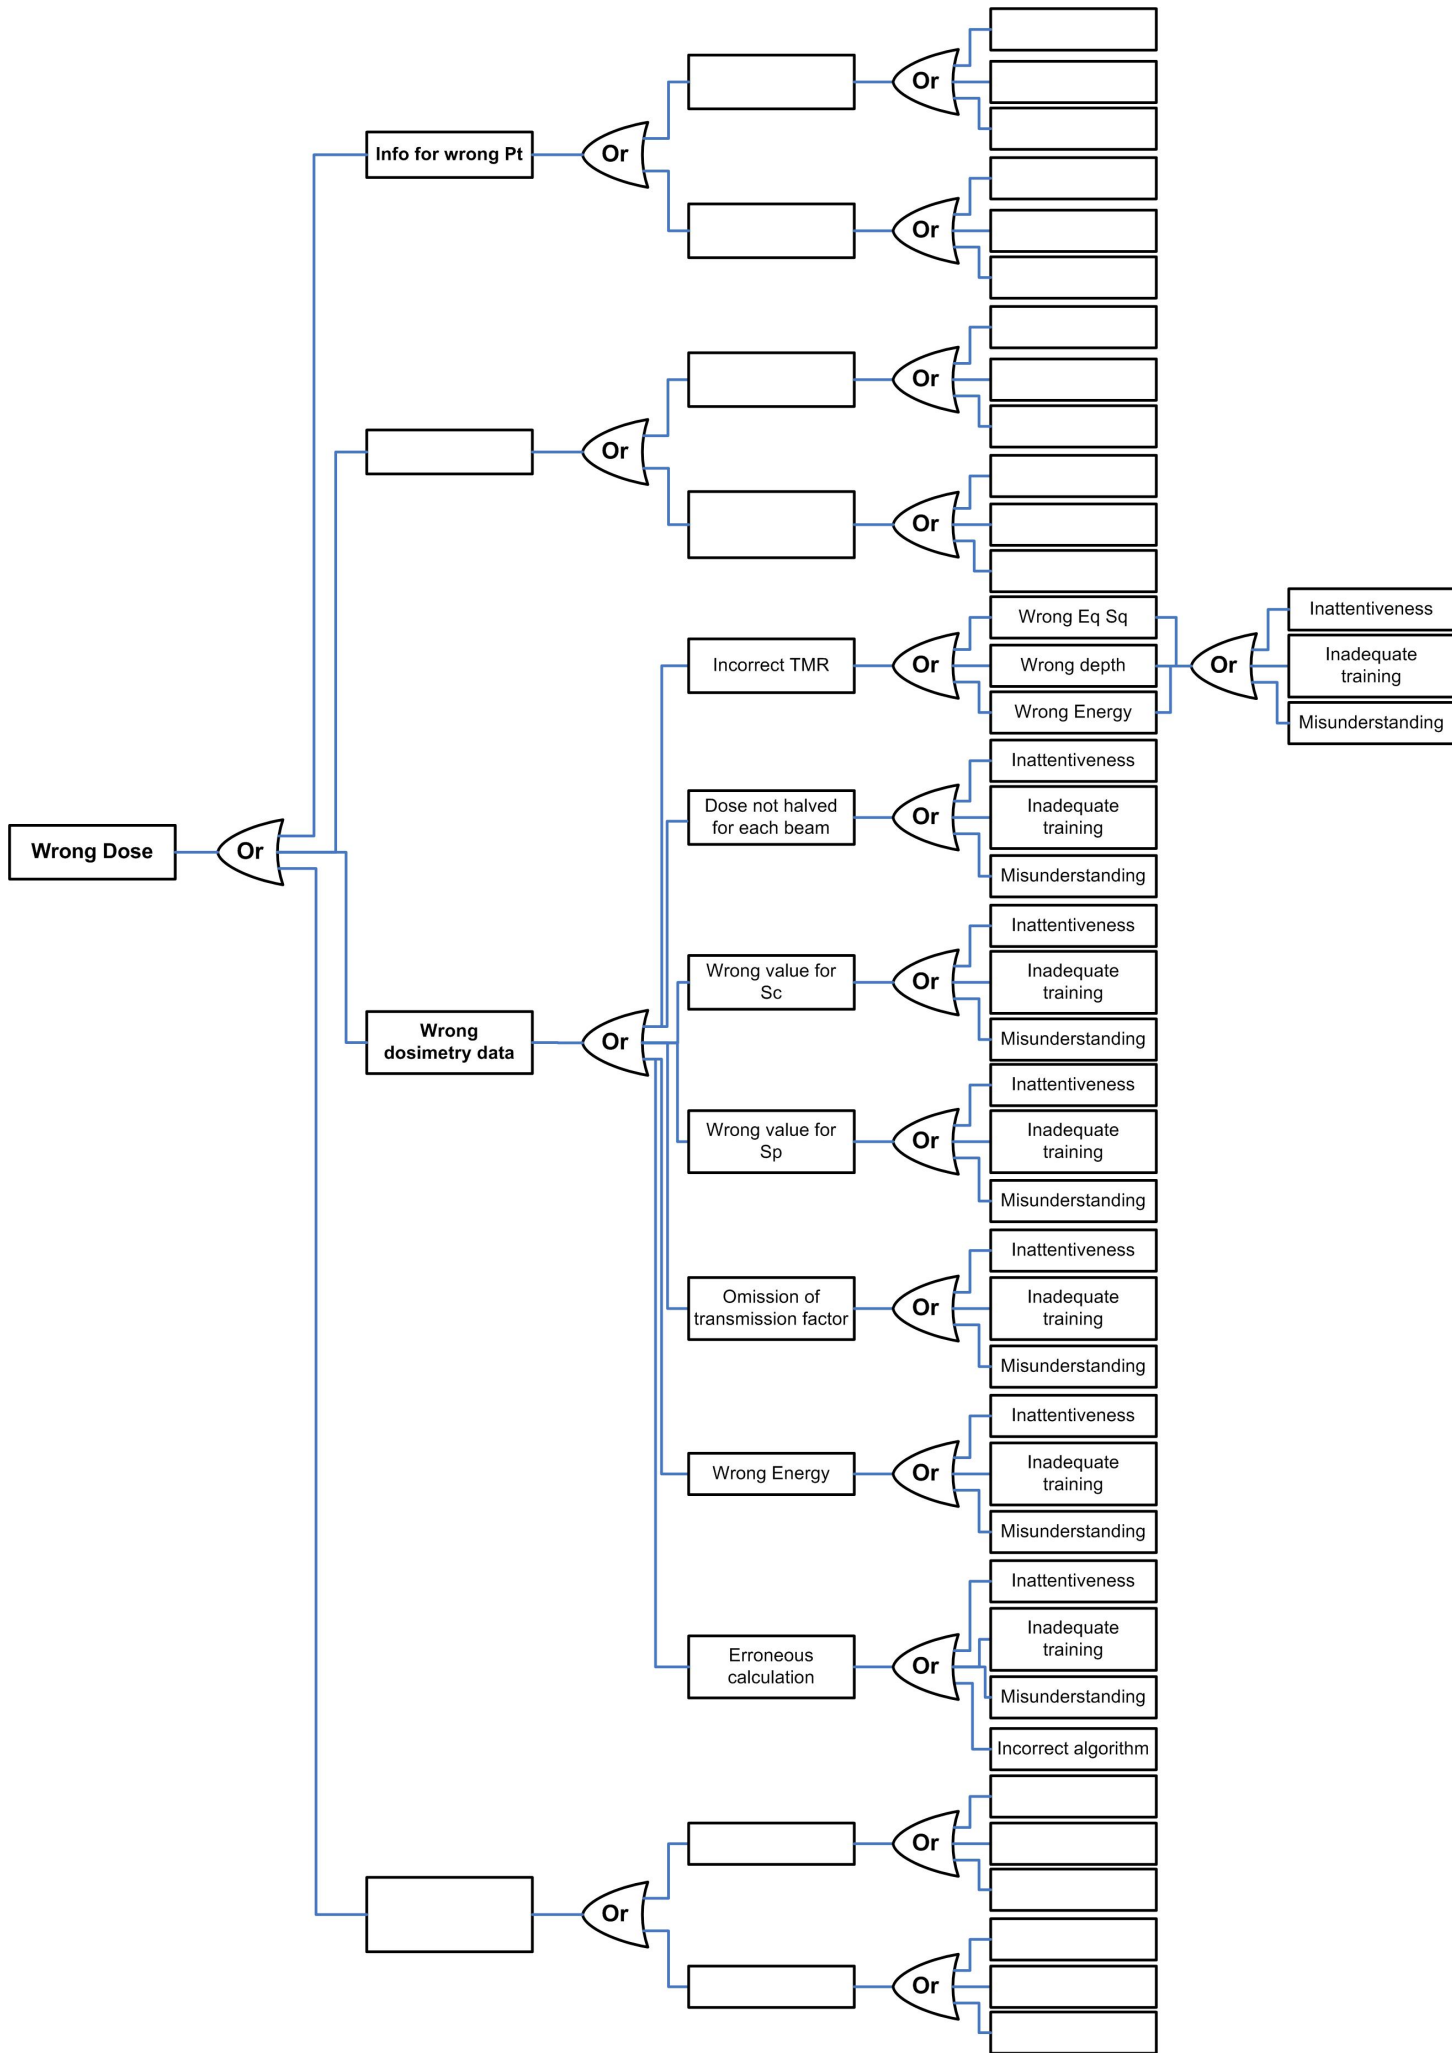 Or
Or
Info for wrong Pt
Or
Or
Or
Or
Wrong Eq Sq
Inattentiveness
Incorrect TMR
Or
Wrong depth
Or
Inadequate
training
Wrong Energy
Misunderstanding
Inattentiveness
Dose not halved
for each beam
Or
Inadequate
training
Wrong Dose
Or
Misunderstanding
Inattentiveness
Wrong value for
Sc
Or
Inadequate
training
Wrong
dosimetry data
Or
Misunderstanding
Inattentiveness
Wrong value for
Sp
Or
Inadequate
training
Misunderstanding
Inattentiveness
Omission of
transmission factor
Or
Inadequate
training
Misunderstanding
Inattentiveness
Wrong Energy
Or
Inadequate
training
Misunderstanding
Inattentiveness
Erroneous
calculation
Or
Inadequate
training
Misunderstanding
Incorrect algorithm
Or
Or
Or